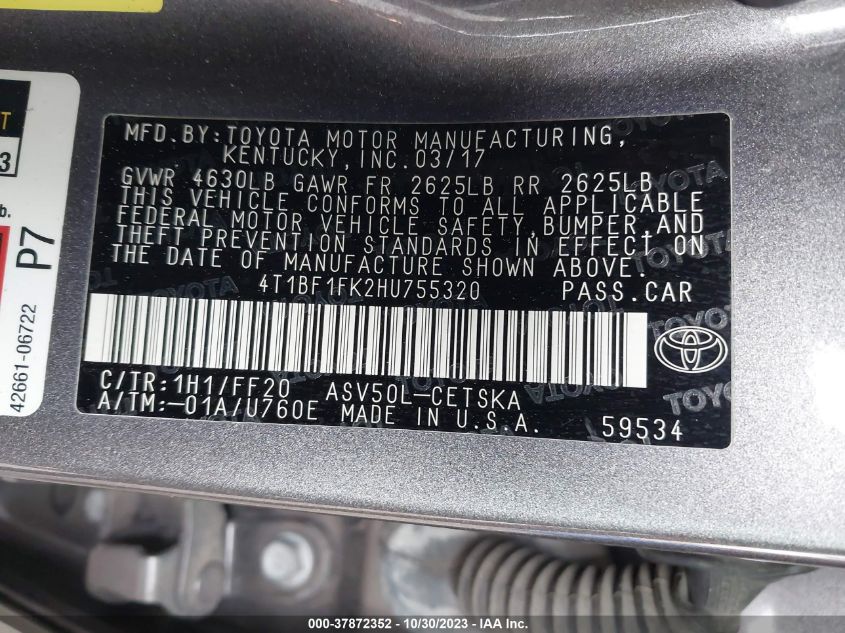 MFD.BY:TOYOTA MOTOR MANUFACTURING,
KENTUCKY, INC. 03/17
GVWR 4630LB GAWR FR 2625LB RR 2625LB
THIS VEHICLE CONFORMS TO ALL APPLICABLE
FEDERAL MOTOR VEHICLE SAFETY, BUMPER, AND
THEFT PREVENTION STANDARDS IN EFFECT ON
THE DATE OF MANUFACTURE SHOWN ABOVE.
4T1BF1FK2HU755320 PASS.CAR
C/TR:1H1/FF20 ASV50L-CETSKA
A/TM:-01A/U760E MADE IN U.S.A.
59534
P7
42661-06722
000-37872352 - 10/30/2023 - IAA Inc.